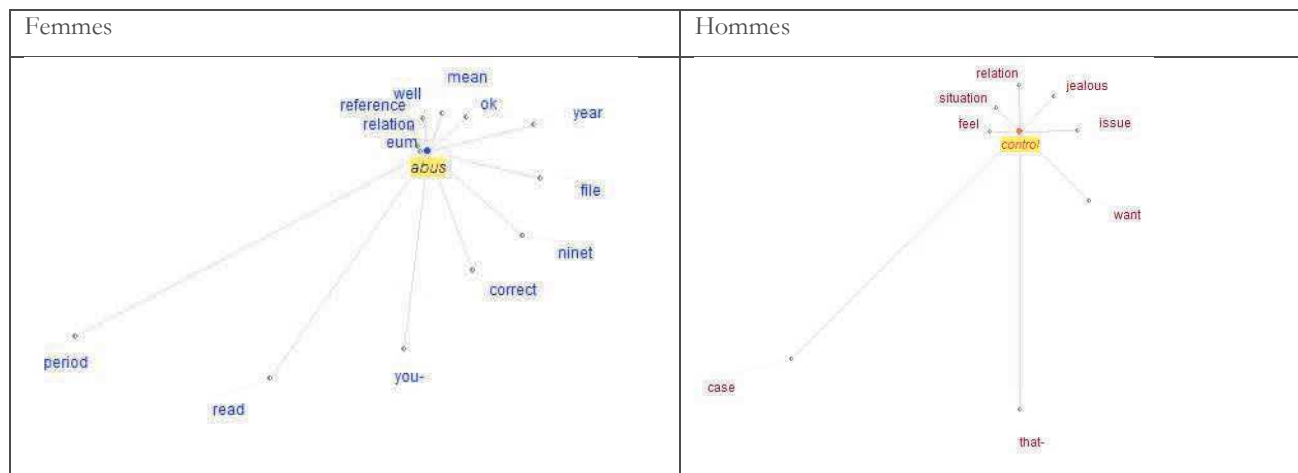 Femmes
Hommes
mean
well
ok
reference
year
relation
eum
abus
file
ninet
correct
period
you-
read
relation
jealous
situation
feel
issue
control
want
case
that-